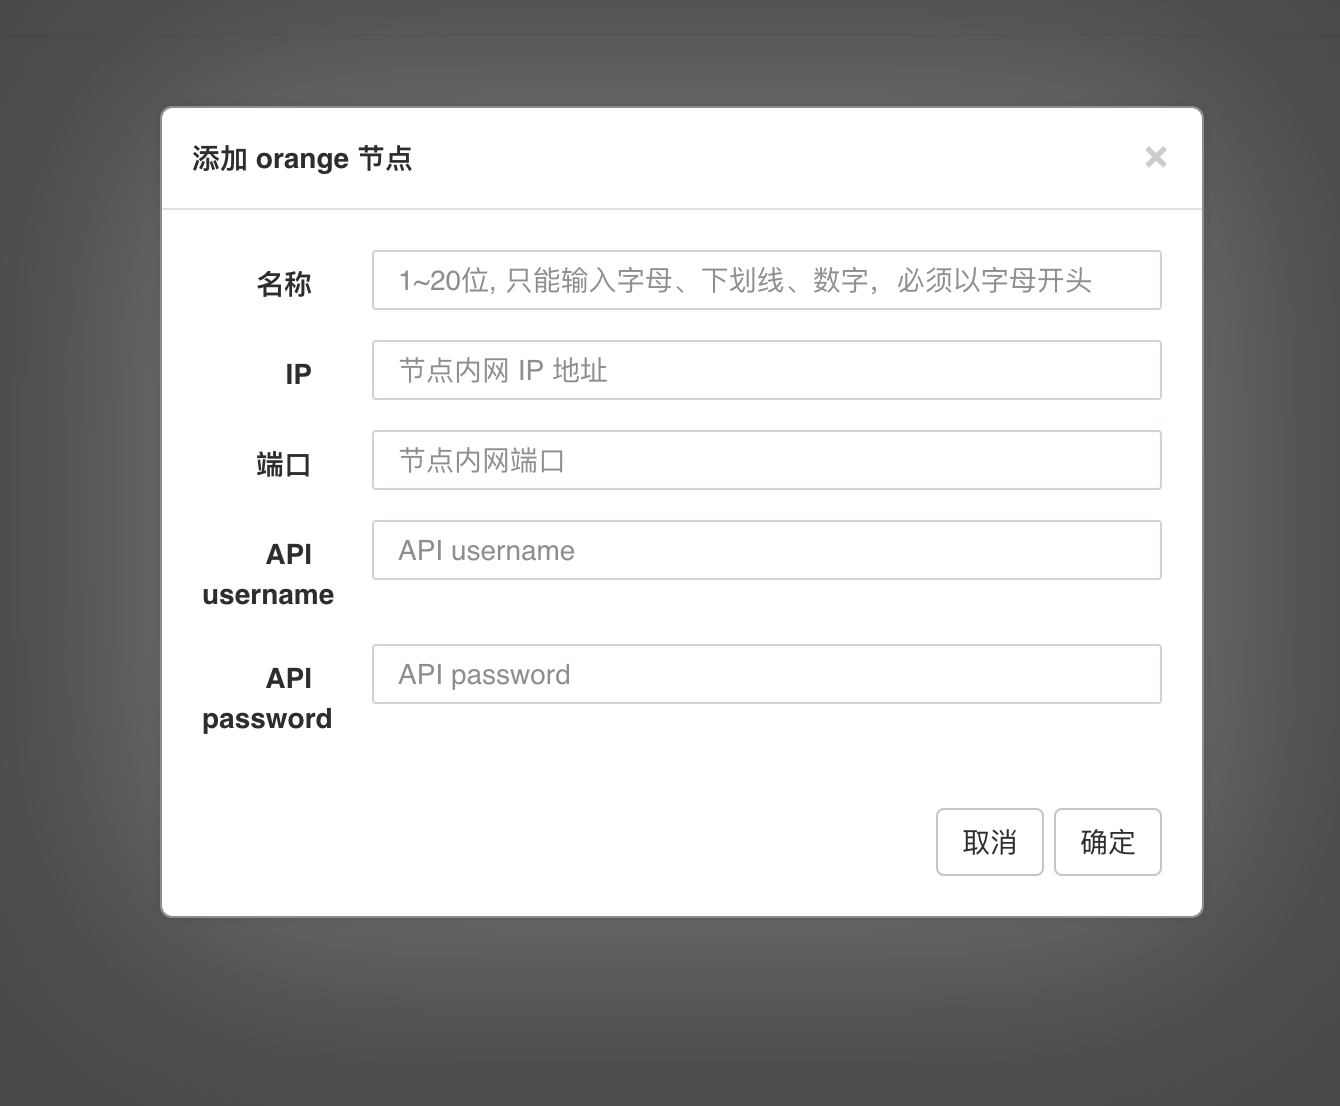 添加 orange 节点
×
名称
1~20位, 只能输入字母、下划线、数字，必须以字母开头
IP
节点内网 IP 地址
端口
节点内网端口
API
username
API username
API
password
API password
取消
确定